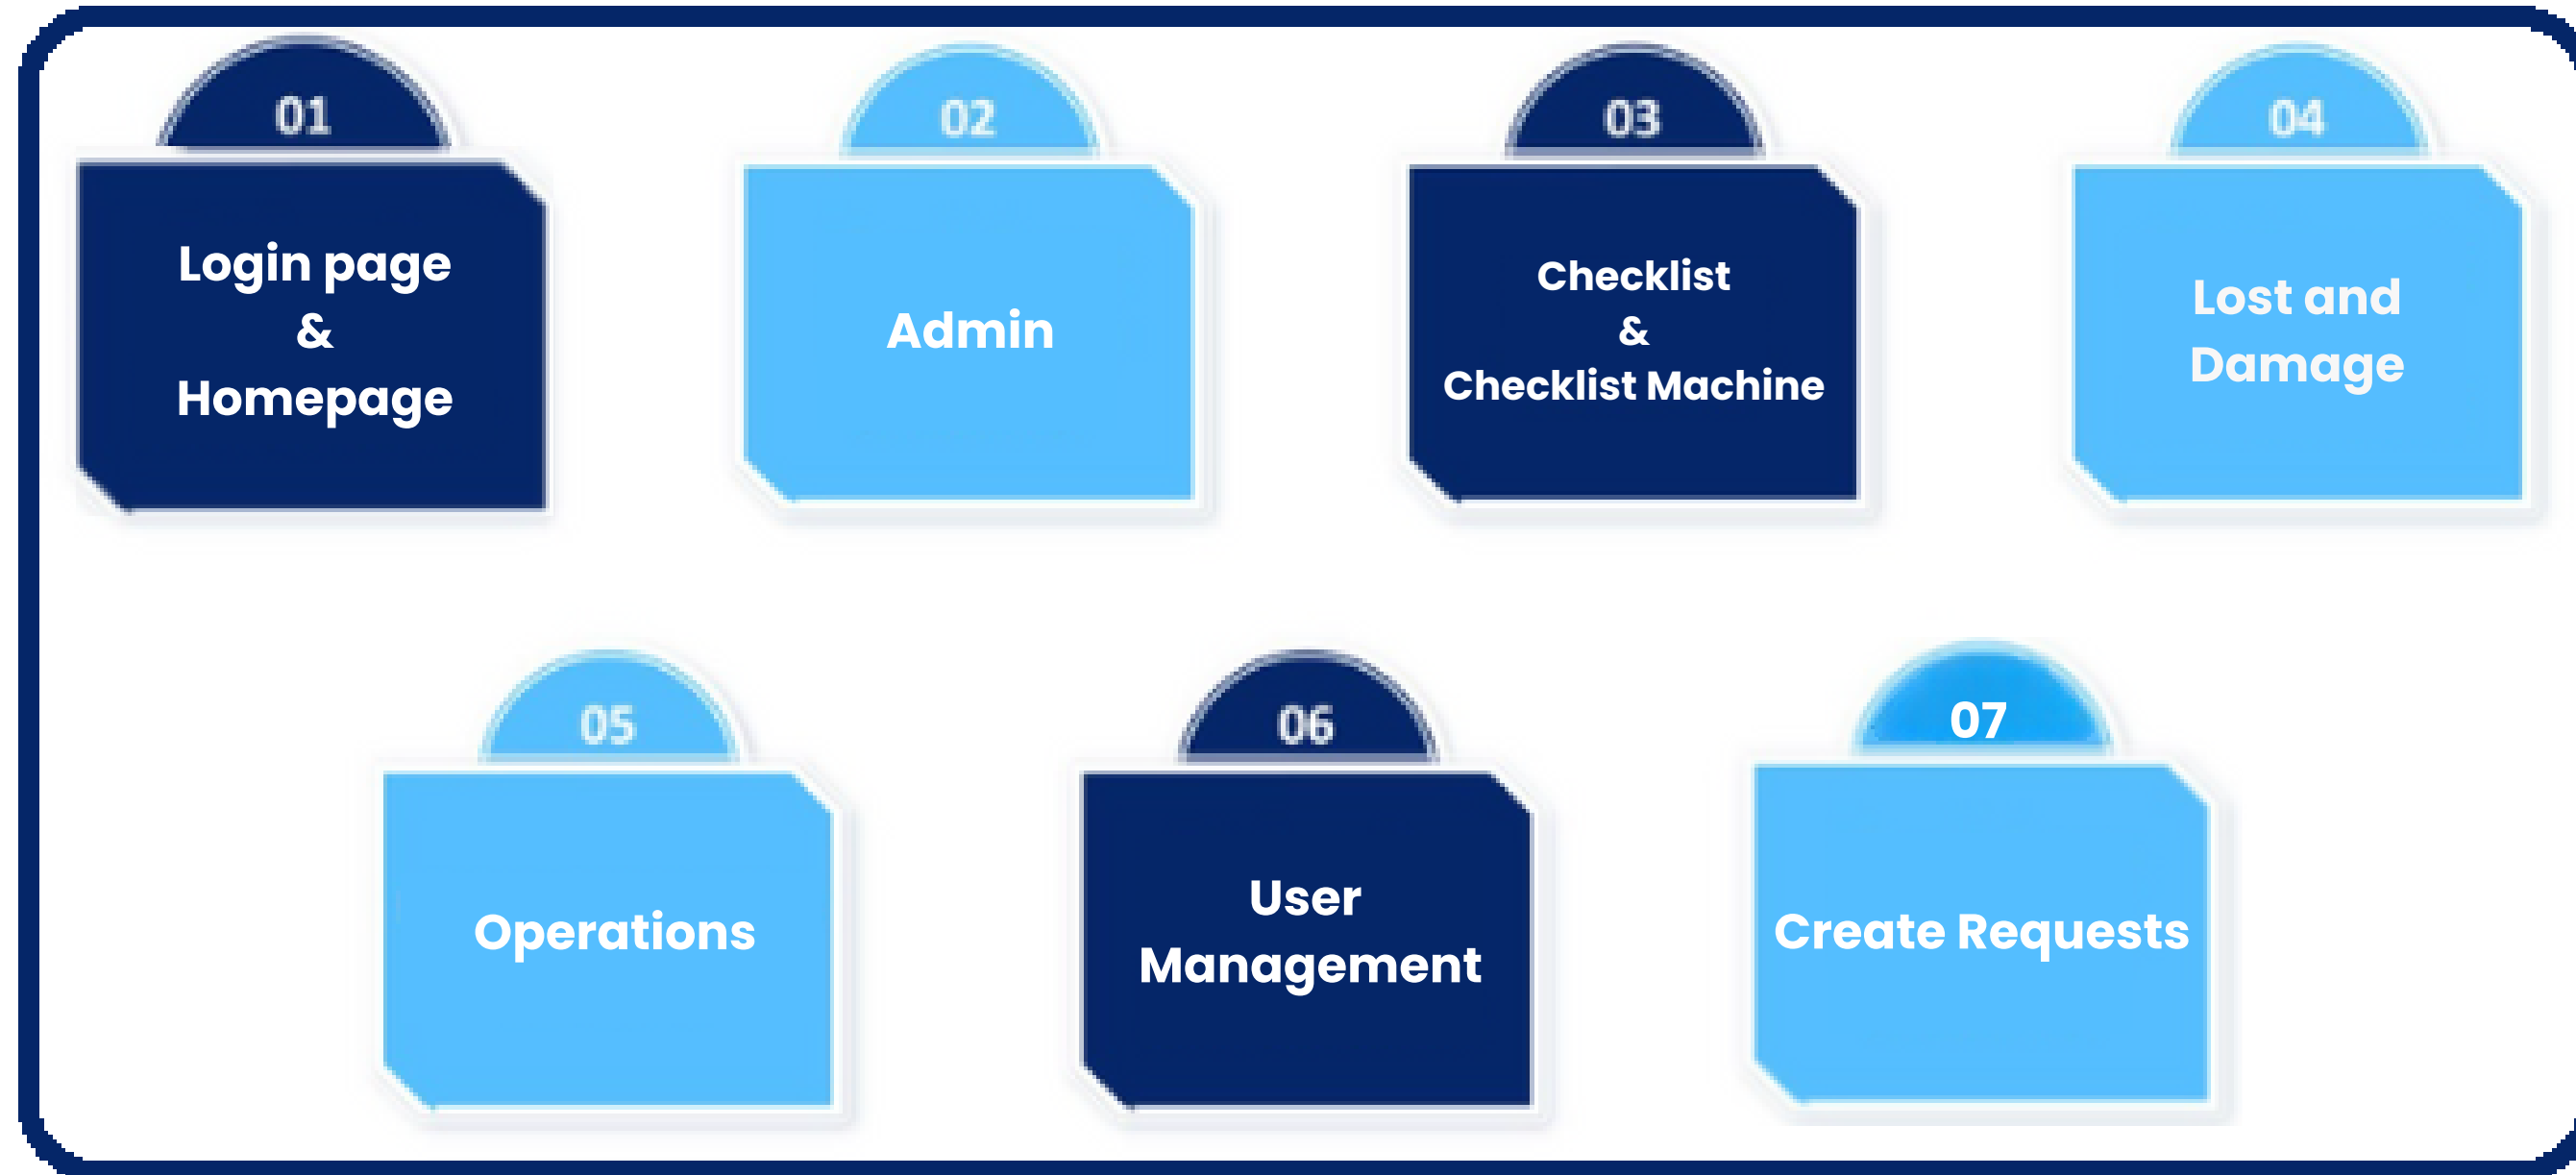 01
Login page
&
Homepage
02
Admin
03
Checklist
&
Checklist Machine
04
Lost and
Damage
05
Operations
06
User
Management
07
Create Requests